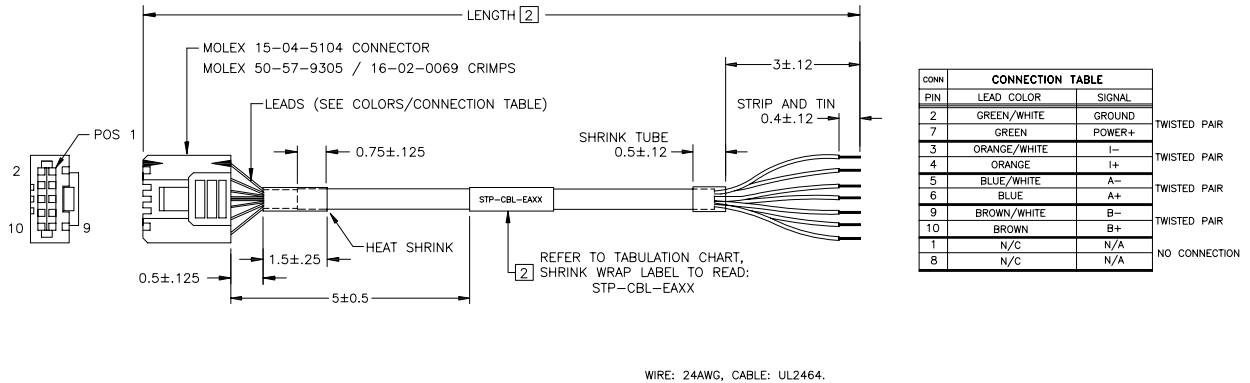 LENGTH 2
MOLEX 15-04-5104 CONNECTOR
MOLEX 50-57-9305 / 16-02-0069 CRIMPS
LEADS (SEE COLORS/CONNECTION TABLE)
POS 1
2
10
9
0.75±.125
SHRINK TUBE
0.5±.12
3±.12
STRIP AND TIN
0.4±.12
STP-CBL-EAXX
HEAT SHRINK
1.5±.25
0.5±.125
5±0.5
2
REFER TO TABULATION CHART,
SHRINK WRAP LABEL TO READ:
STP-CBL-EAXX
CONN CONNECTION TABLE
PIN LEAD COLOR SIGNAL
2 GREEN/WHITE GROUND
7 GREEN POWER+
TWISTED PAIR
3 ORANGE/WHITE I-
4 ORANGE I+
TWISTED PAIR
5 BLUE/WHITE A-
6 BLUE A+
TWISTED PAIR
9 BROWN/WHITE B-
10 BROWN B+
TWISTED PAIR
1 N/C N/A
8 N/C N/A
NO CONNECTION
WIRE: 24AWG, CABLE: UL2464.